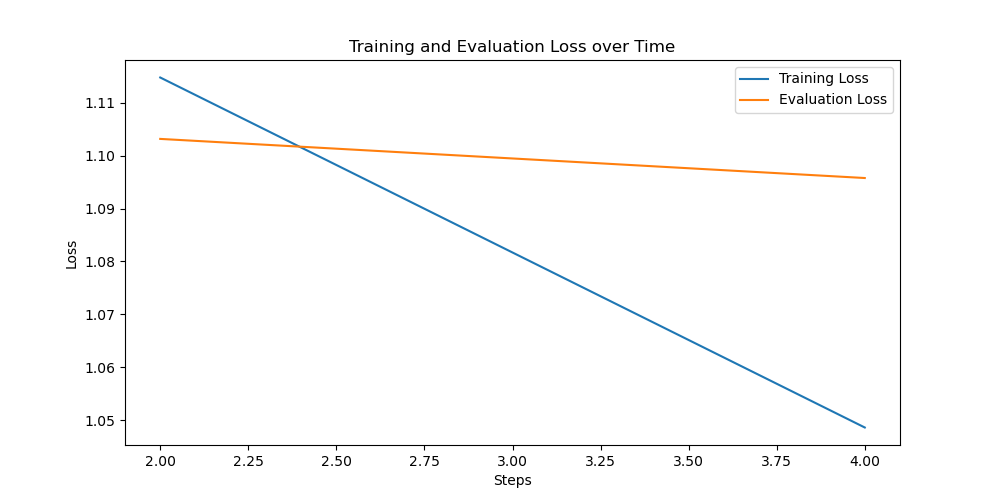 Training and Evaluation Loss over Time
Training Loss
Evaluation Loss
1.11
1.10
1.09
1.08
1.07
1.06
1.05
Loss
2.00 2.25 2.50 2.75 3.00 3.25 3.50 3.75 4.00
Steps